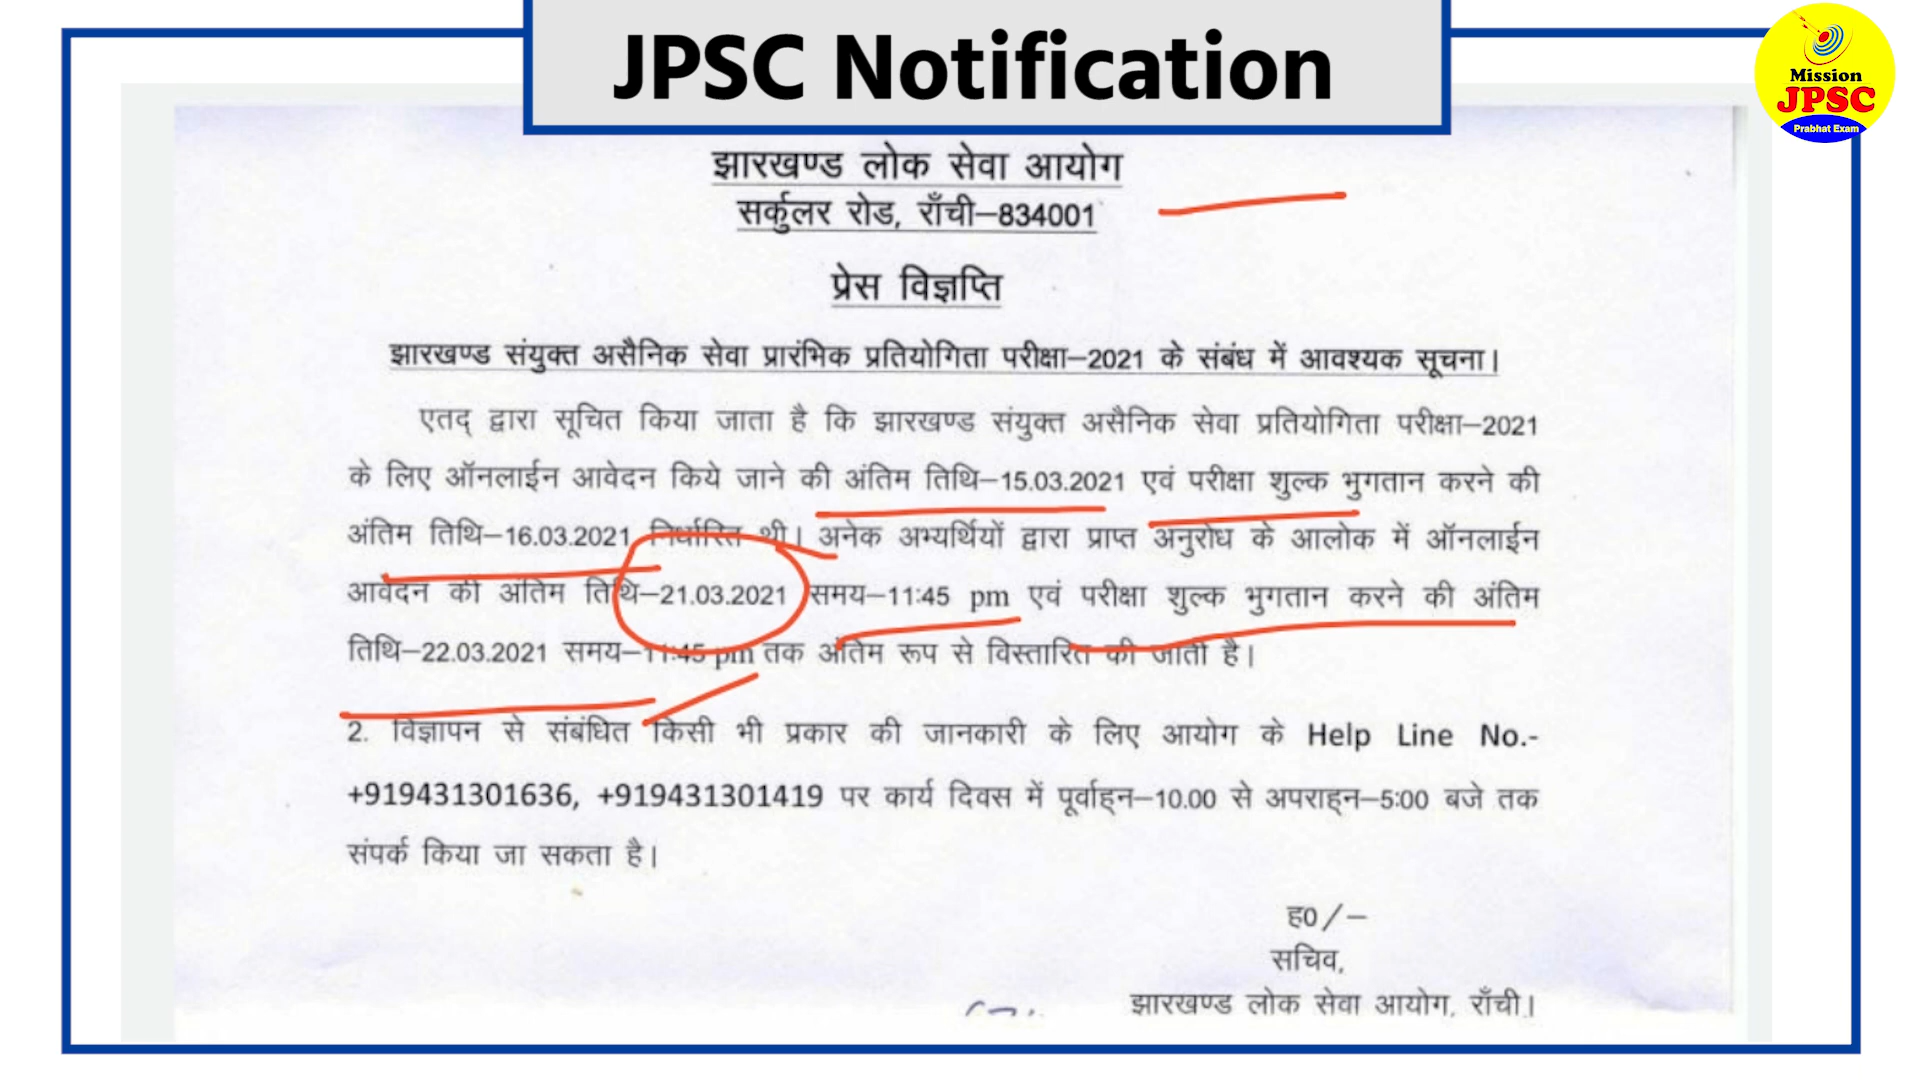 JPSC Notification
Mission
JPSC
Prabhat Exam
झारखण्ड लोक सेवा आयोग
सर्कुलर रोड, राँची–834001
प्रेस विज्ञप्ति
झारखण्ड संयुक्त असैनिक सेवा प्रारंभिक प्रतियोगिता परीक्षा–2021 के संबंध में आवश्यक सूचना।
एतद् द्वारा सूचित किया जाता है कि झारखण्ड संयुक्त असैनिक सेवा प्रतियोगिता परीक्षा–2021
के लिए ऑनलाईन आवेदन किये जाने की अंतिम तिथि–15.03.2021 एवं परीक्षा शुल्क भुगतान करने की
अंतिम तिथि–16.03.2021 निर्धारित थी। अनेक अभ्यर्थियों द्वारा प्राप्त अनुरोध के आलोक में ऑनलाईन
आवेदन की अंतिम तिथि–21.03.2021 समय–11:45 pm एवं परीक्षा शुल्क भुगतान करने की अंतिम
तिथि–22.03.2021 समय–11:45 pm तक अंतिम रूप से विस्तारित की जाती है।
2. विज्ञापन से संबंधित किसी भी प्रकार की जानकारी के लिए आयोग के Help Line No.-
+919431301636, +919431301419 पर कार्य दिवस में पूर्वाह्न–10.00 से अपराह्न–5:00 बजे तक
संपर्क किया जा सकता है।
ह0/–
सचिव,
झारखण्ड लोक सेवा आयोग, राँची।